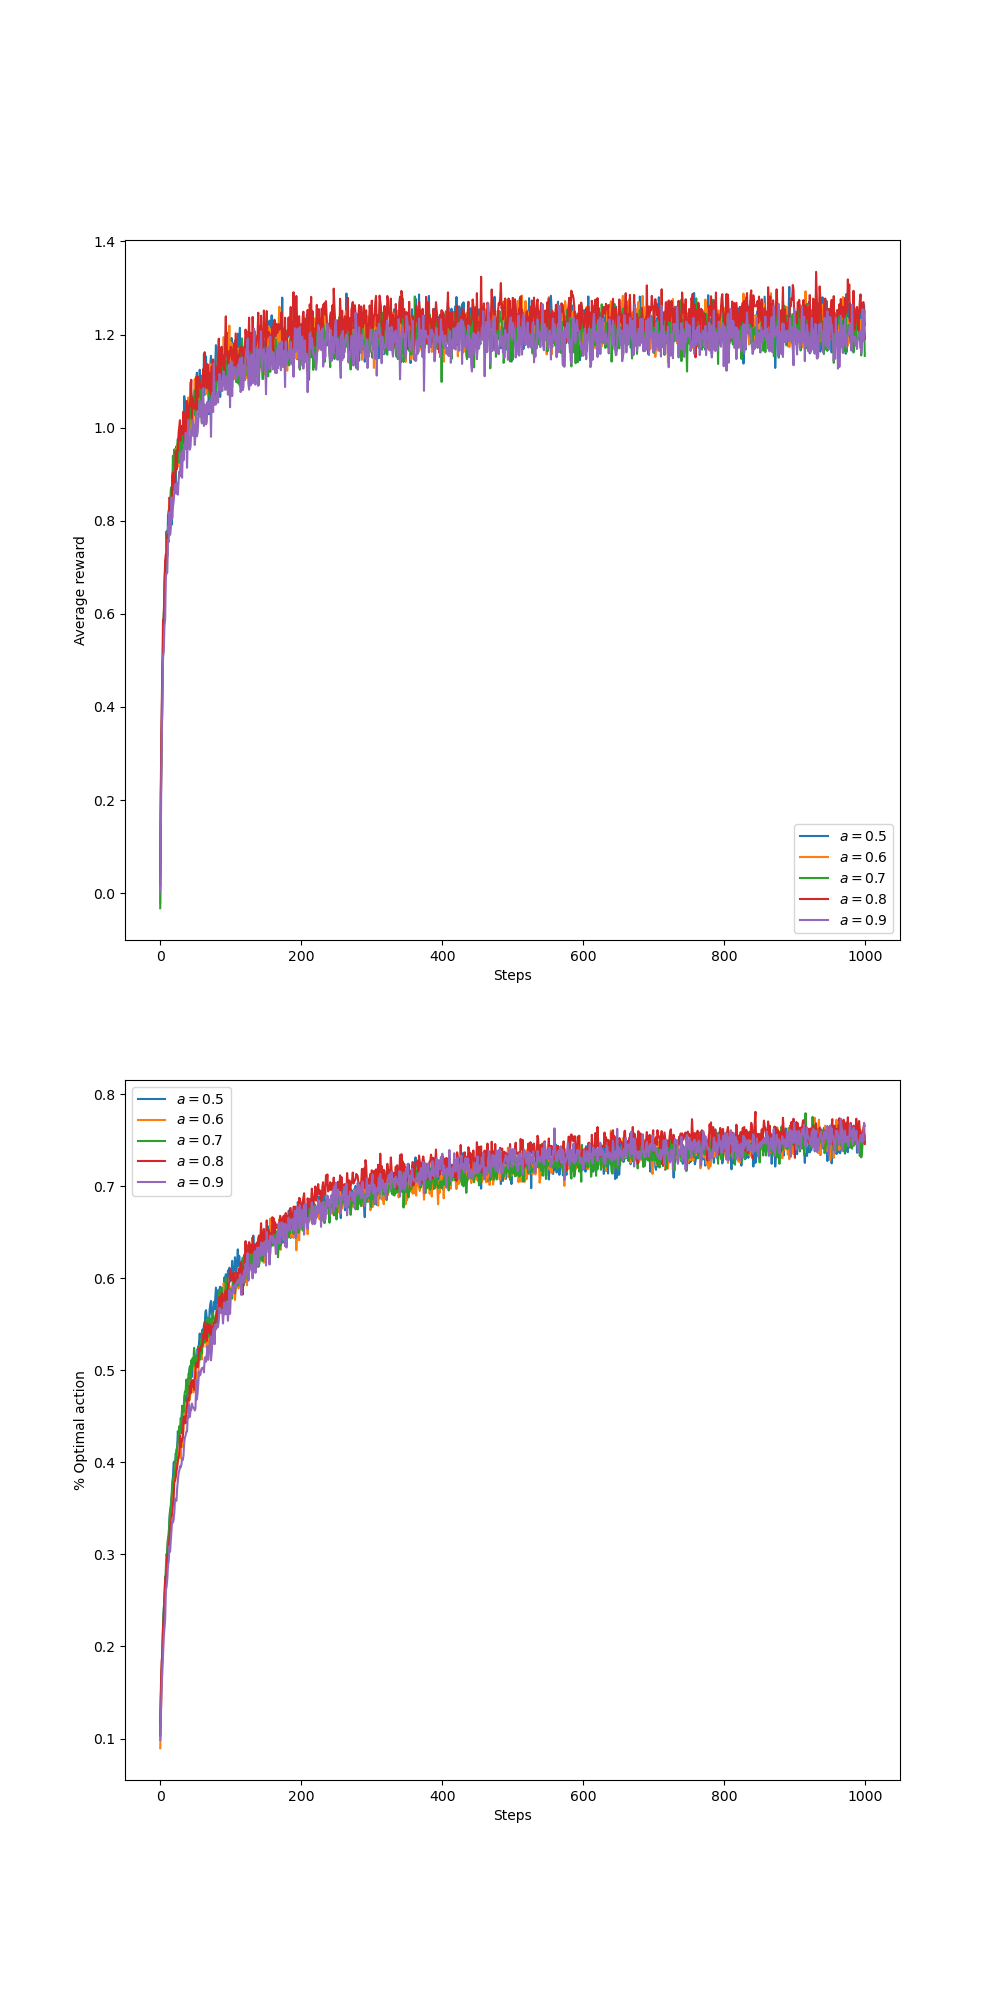 1.4
1.2
1.0
0.8
0.6
0.4
0.2
0.0
Average reward
a = 0.5
a = 0.6
a = 0.7
a = 0.8
a = 0.9
0 200 400 600 800 1000
Steps
0.8
0.7
0.6
0.5
0.4
0.3
0.2
0.1
% Optimal action
a = 0.5
a = 0.6
a = 0.7
a = 0.8
a = 0.9
0 200 400 600 800 1000
Steps